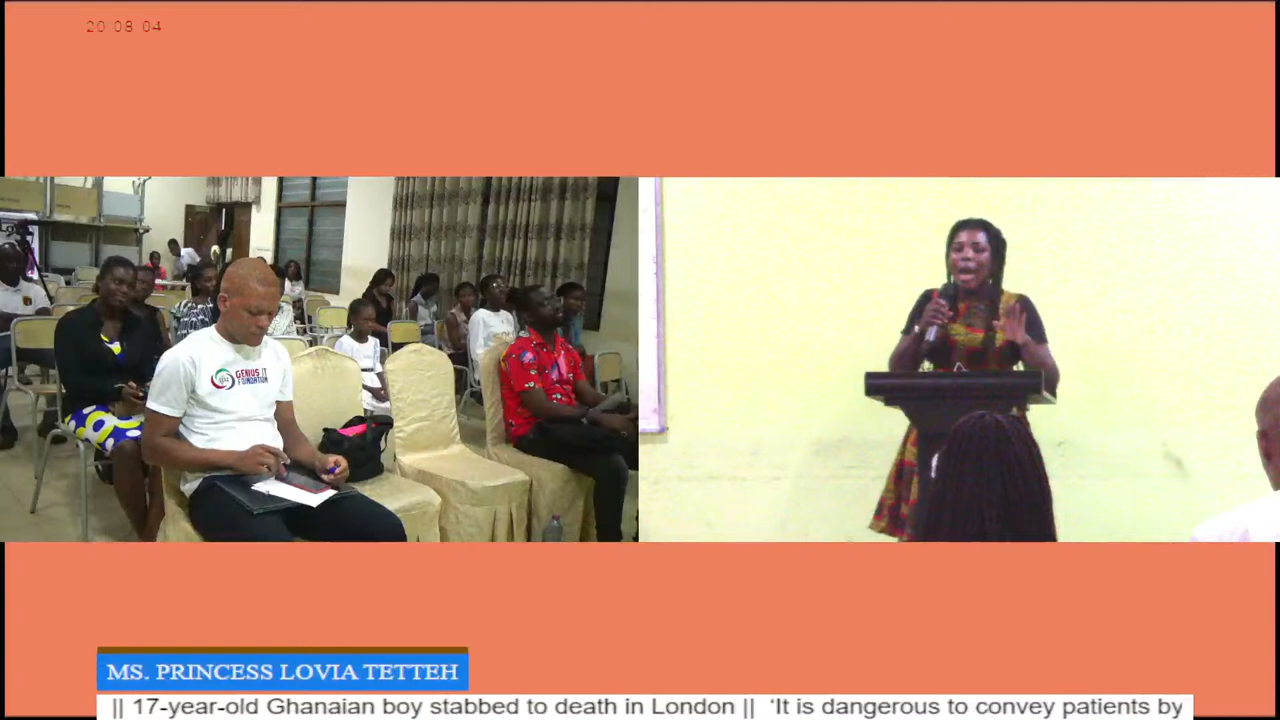 20 08 04
GENIUS IT
FOUNDATION
MS. PRINCESS LOVIA TETTEH
|| 17-year-old Ghanaian boy stabbed to death in London || ‘It is dangerous to convey patients by